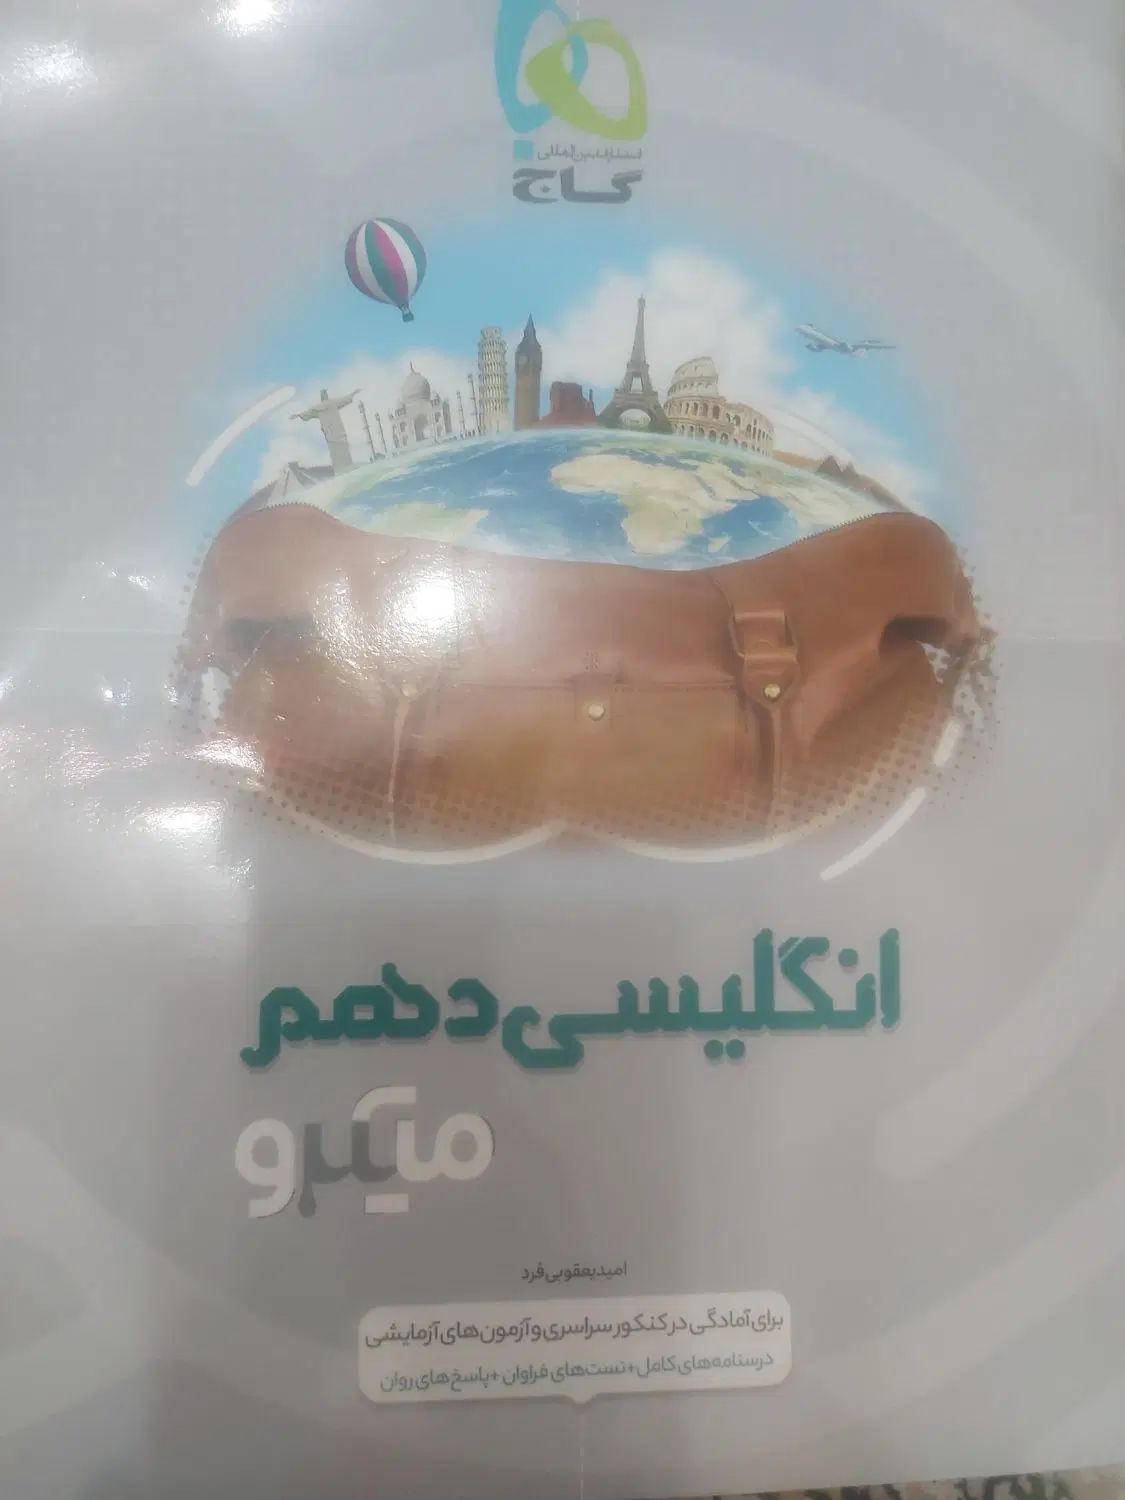 انتشارات بین‌المللی
گاج
انگلیسی دهم
میکرو
امید یعقوبی فرد
برای آمادگی در کنکور سراسری و آزمون‌های آزمایشی
درسنامه‌های کامل + تست‌های فراوان + پاسخ‌های روان